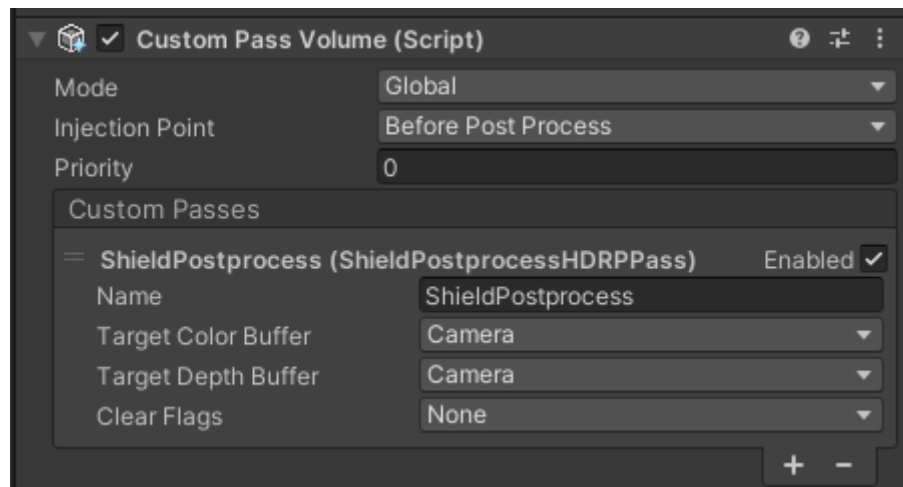 Custom Pass Volume (Script)
Mode Global
Injection Point Before Post Process
Priority 0
Custom Passes
ShieldPostprocess (ShieldPostprocessHDRPPass) Enabled
Name ShieldPostprocess
Target Color Buffer Camera
Target Depth Buffer Camera
Clear Flags None